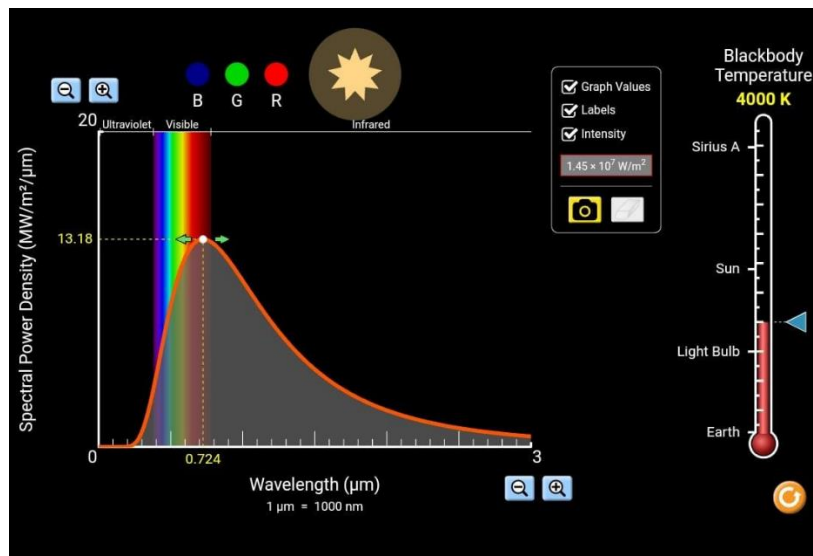 B G R
20
Ultraviolet Visible Infrared
Spectral Power Density (MW/m²/μm)
13.18
0 0.724 3
Wavelength (μm)
1 μm = 1000 nm
Graph Values
Labels
Intensity
1.45 × 10⁷ W/m²
Blackbody
Temperature
4000 K
Sirius A
Sun
Light Bulb
Earth